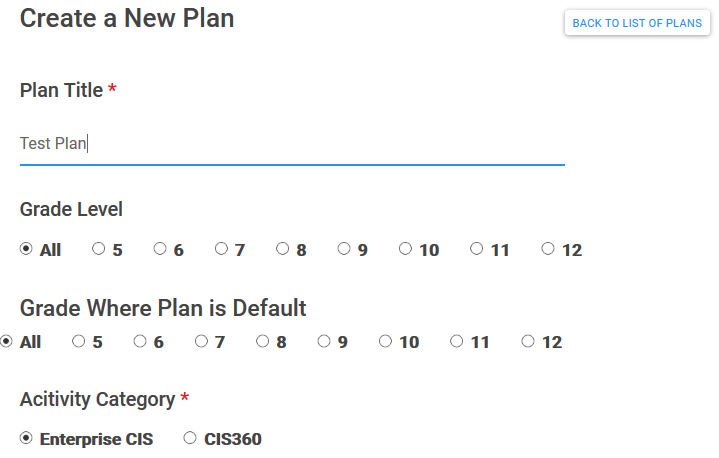 Create a New Plan
BACK TO LIST OF PLANS
Plan Title *
Test Plan
Grade Level
All 5 6 7 8 9 10 11 12
Grade Where Plan is Default
All 5 6 7 8 9 10 11 12
Acitivity Category *
Enterprise CIS CIS360